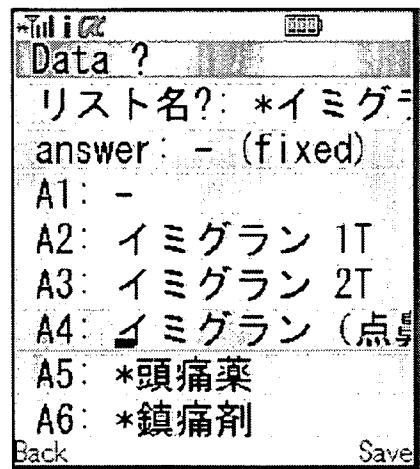 Data ?
リスト名?: *イミグラ
answer: - (fixed)
A1: -
A2: イミグラン 1T
A3: イミグラン 2T
A4: イミグラン (点
A5: *頭痛薬
A6: *鎮痛剤
Back Save